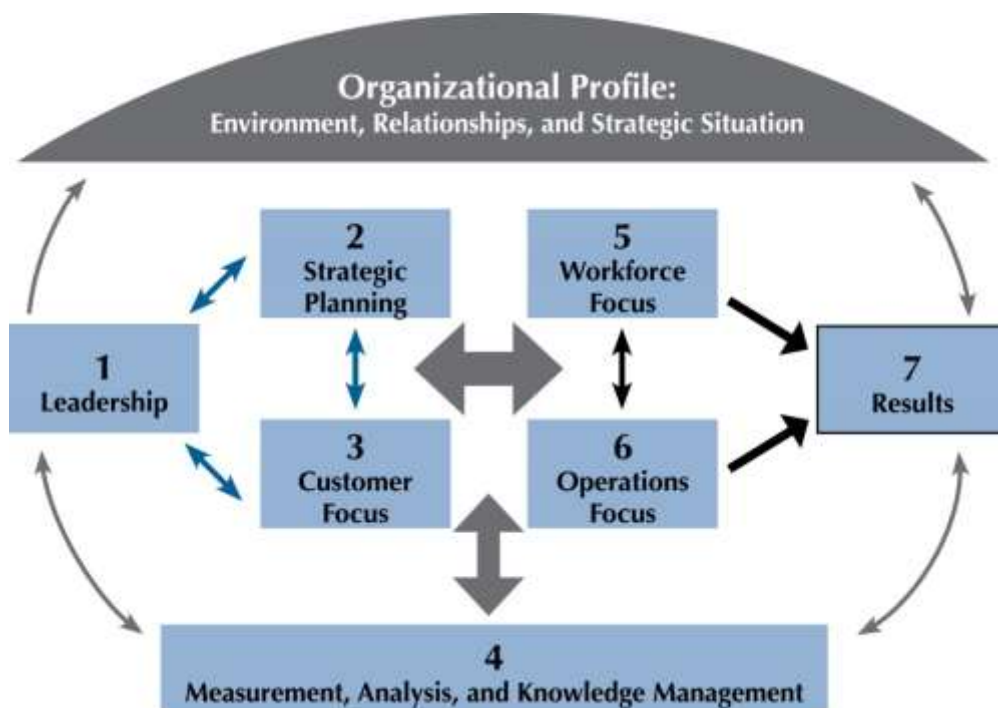 Organizational Profile:
Environment, Relationships, and Strategic Situation
2
Strategic
Planning
5
Workforce
Focus
1
Leadership
7
Results
3
Customer
Focus
6
Operations
Focus
4
Measurement, Analysis, and Knowledge Management